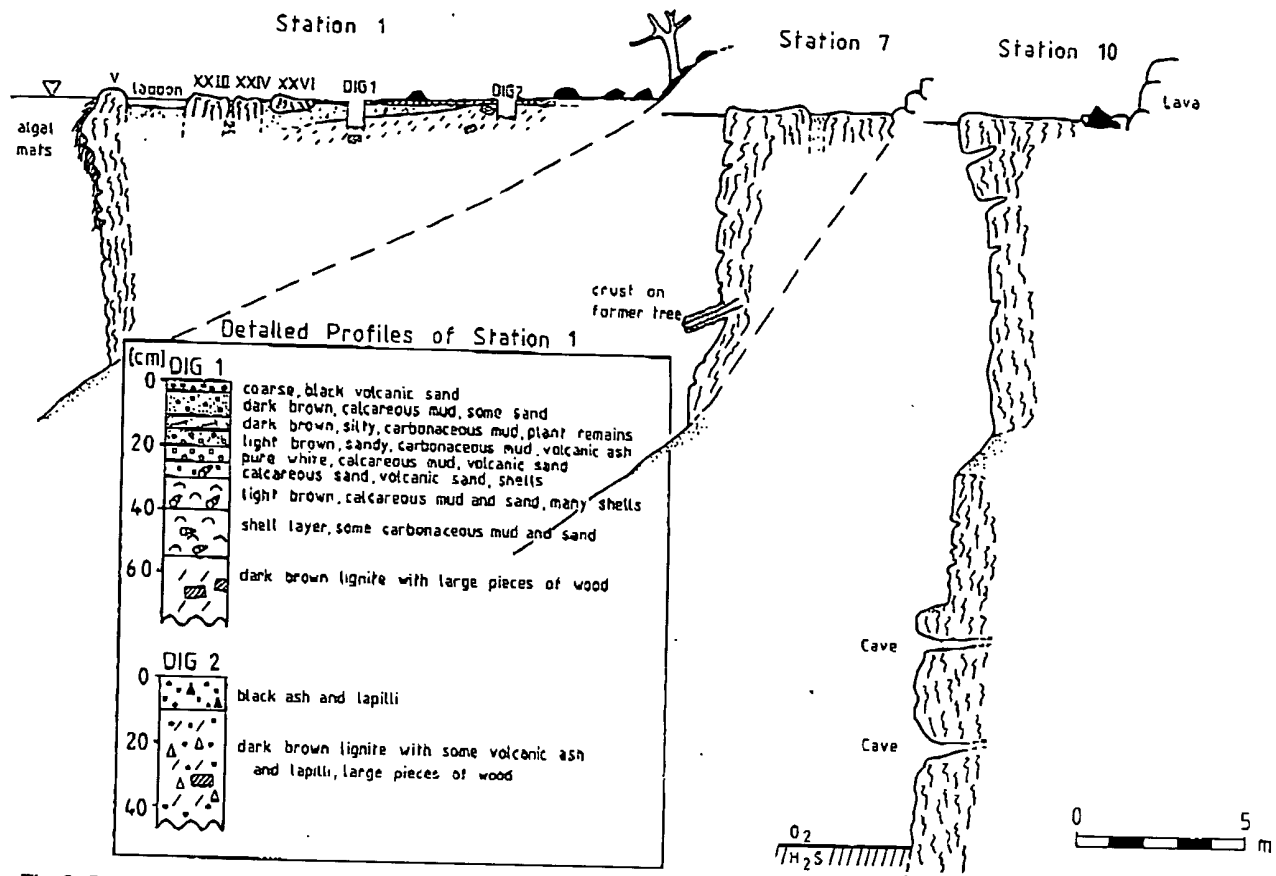 Station 1
Station 7
Station 10
V
lagoon
XXIII XXIV XXVI
DIG 1
DIG 2
algal
mats
Lava
crust on
former tree
Detailed Profiles of Station 1
[cm]
DIG 1
0
20
40
60
coarse, black volcanic sand
dark brown, calcareous mud, some sand
dark brown, silty, carbonaceous mud, plant remains
light brown, sandy, carbonaceous mud, volcanic ash
pure white, calcareous mud, volcanic sand
calcareous sand, volcanic sand, shells
light brown, calcareous mud and sand, many shells
shell layer, some carbonaceous mud and sand
dark brown lignite with large pieces of wood
DIG 2
0
20
40
black ash and lapilli
dark brown lignite with some volcanic ash
and lapilli, large pieces of wood
Cave
Cave
O₂
H₂S
0 5
m